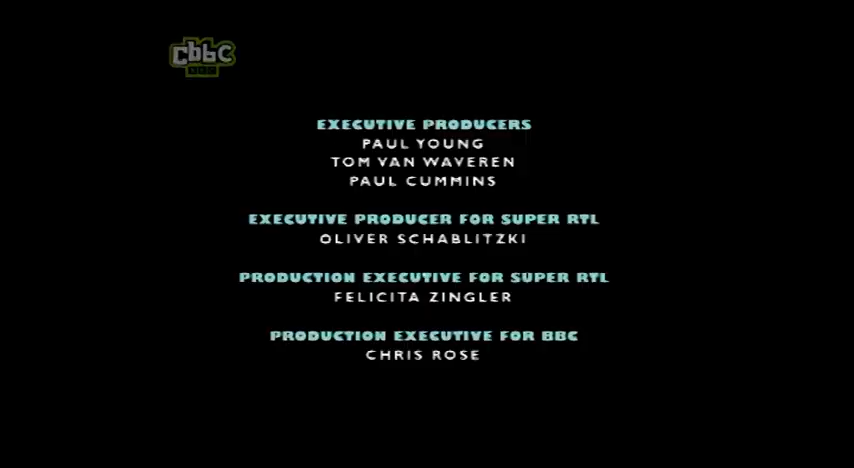 cbbc
EXECUTIVE PRODUCERS
PAUL YOUNG
TOM VAN WAVEREN
PAUL CUMMINS
EXECUTIVE PRODUCER FOR SUPER RTL
OLIVER SCHABLITZKI
PRODUCTION EXECUTIVE FOR SUPER RTL
FELICITA ZINGLER
PRODUCTION EXECUTIVE FOR BBC
CHRIS ROSE